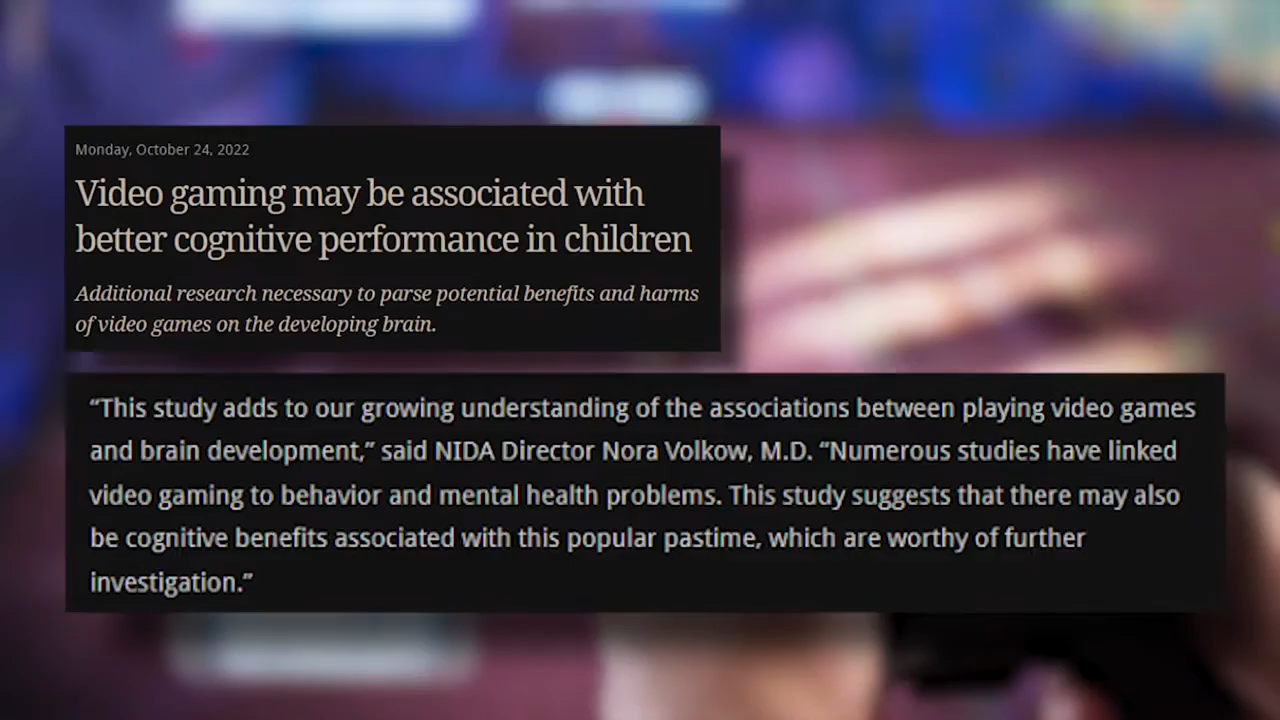 Monday, October 24, 2022
Video gaming may be associated with
better cognitive performance in children
Additional research necessary to parse potential benefits and harms
of video games on the developing brain.
“This study adds to our growing understanding of the associations between playing video games
and brain development,” said NIDA Director Nora Volkow, M.D. “Numerous studies have linked
video gaming to behavior and mental health problems. This study suggests that there may also
be cognitive benefits associated with this popular pastime, which are worthy of further
investigation.”